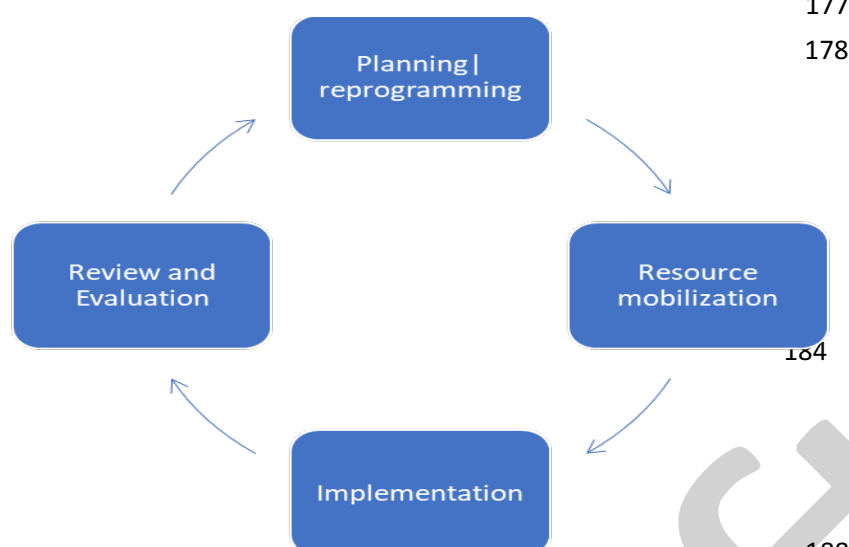 177
178
Planning|
reprogramming
Review and
Evaluation
Resource
mobilization
184
Implementation